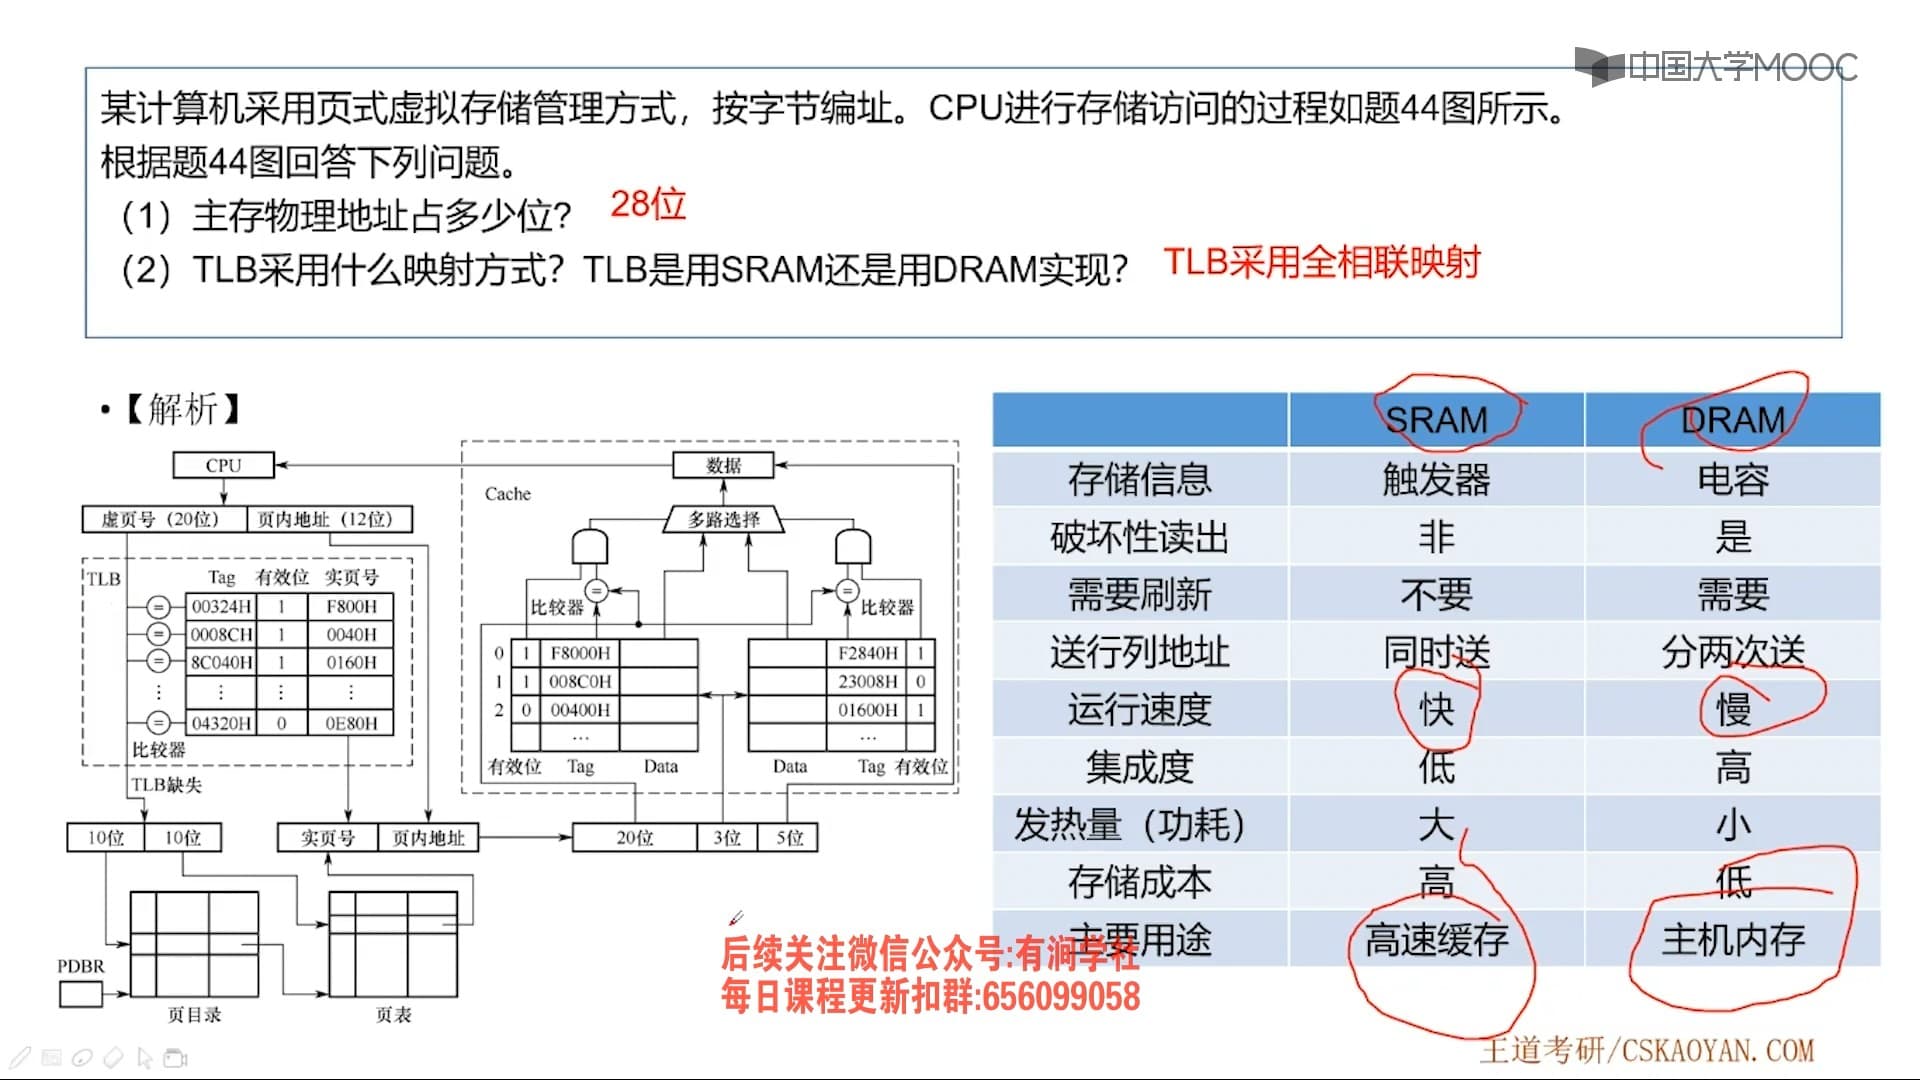 中国大学MOOC
某计算机采用页式虚拟存储管理方式，按字节编址。CPU进行存储访问的过程如题44图所示。
根据题44图回答下列问题。
（1）主存物理地址占多少位？ 28位
（2）TLB采用什么映射方式？TLB是用SRAM还是用DRAM实现？ TLB采用全相联映射
•【解析】
CPU
虚页号（20位） 页内地址（12位）
TLB
Tag 有效位 实页号
= 00324H 1 F800H
= 0008CH 1 0040H
= 8C040H 1 0160H
⋮ ⋮ ⋮ ⋮
= 04320H 0 0E80H
比较器
TLB缺失
10位 10位
实页号 页内地址
20位 3位 5位
PDBR
页目录
页表
Cache
数据
多路选择
= =
比较器 比较器
0 1 F8000H F2840H 1
1 1 008C0H 23008H 0
2 0 00400H 01600H 1
… …
有效位 Tag Data Data Tag 有效位
SRAM DRAM
存储信息 触发器 电容
破坏性读出 非 是
需要刷新 不要 需要
送行列地址 同时送 分两次送
运行速度 快 慢
集成度 低 高
发热量（功耗） 大 小
存储成本 高 低
主要用途 高速缓存 主机内存
后续关注微信公众号:有涧学社
每日课程更新扣群:656099058
王道考研/CSKAOYAN.COM